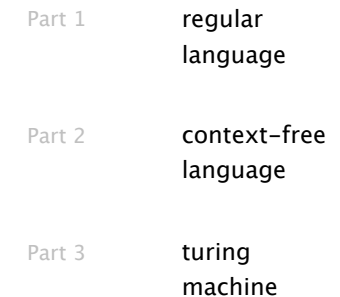 Part 1 regular
language
Part 2 context-free
language
Part 3 turing
machine